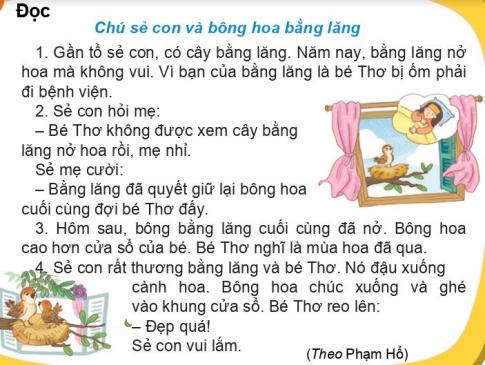 Đọc
Chú sẻ con và bông hoa bằng lăng
1. Gần tổ sẻ con, có cây bằng lăng. Năm nay, bằng lăng nở
hoa mà không vui. Vì bạn của bằng lăng là bé Thơ bị ốm phải
đi bệnh viện.
2. Sẻ con hỏi mẹ:
– Bé Thơ không được xem cây bằng
lăng nở hoa rồi, mẹ nhỉ.
Sẻ mẹ cười:
– Bằng lăng đã quyết giữ lại bông hoa
cuối cùng đợi bé Thơ đấy.
3. Hôm sau, bông bằng lăng cuối cùng đã nở. Bông hoa
cao hơn cửa sổ của bé. Bé Thơ nghĩ là mùa hoa đã qua.
4. Sẻ con rất thương bằng lăng và bé Thơ. Nó đậu xuống
cành hoa. Bông hoa chúc xuống và ghé
vào khung cửa sổ. Bé Thơ reo lên:
– Đẹp quá!
Sẻ con vui lắm.
(Theo Phạm Hổ)